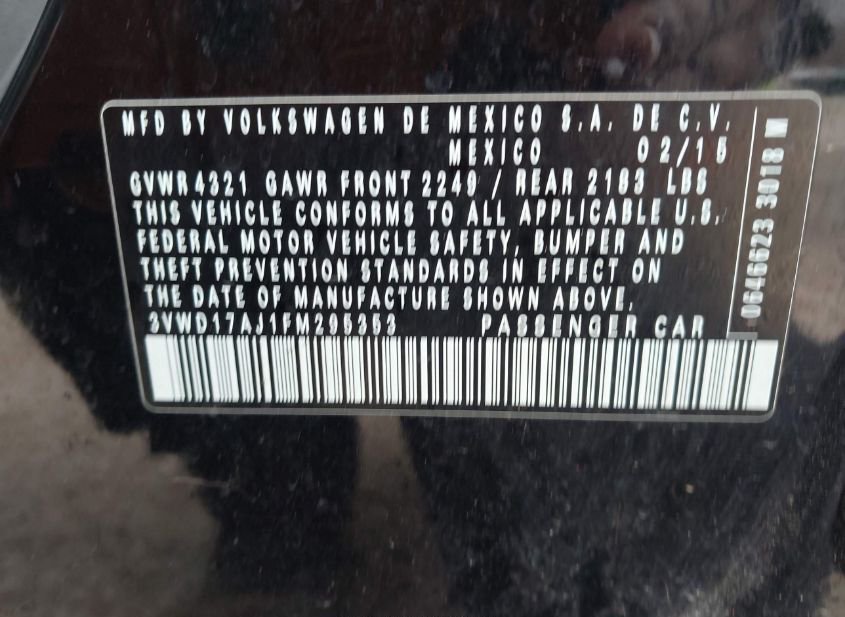 MFD BY VOLKSWAGEN DE MEXICO S.A. DE C.V.
MEXICO 02/15
GVWR 4321 GAWR FRONT 2249 / REAR 2183 LBS
THIS VEHICLE CONFORMS TO ALL APPLICABLE U.S.
FEDERAL MOTOR VEHICLE SAFETY, BUMPER AND
THEFT PREVENTION STANDARDS IN EFFECT ON
THE DATE OF MANUFACTURE SHOWN ABOVE.
3VWD17AJ1FM295353 PASSENGER CAR
0646623 3018 M